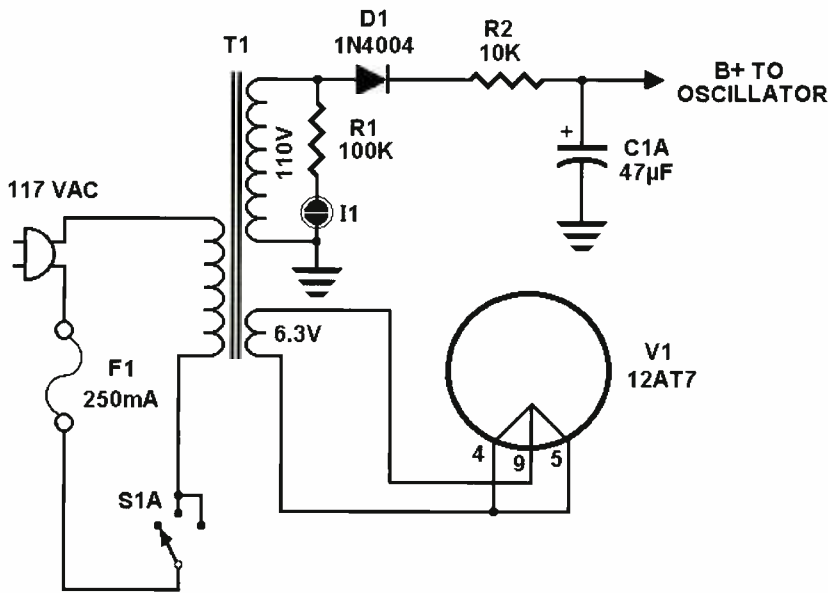 D1
1N4004
R2
10K
T1
B+ TO
OSCILLATOR
110V
R1
100K
+
C1A
47µF
117 VAC
I1
6.3V
F1
250mA
V1
12AT7
4
9
5
S1A